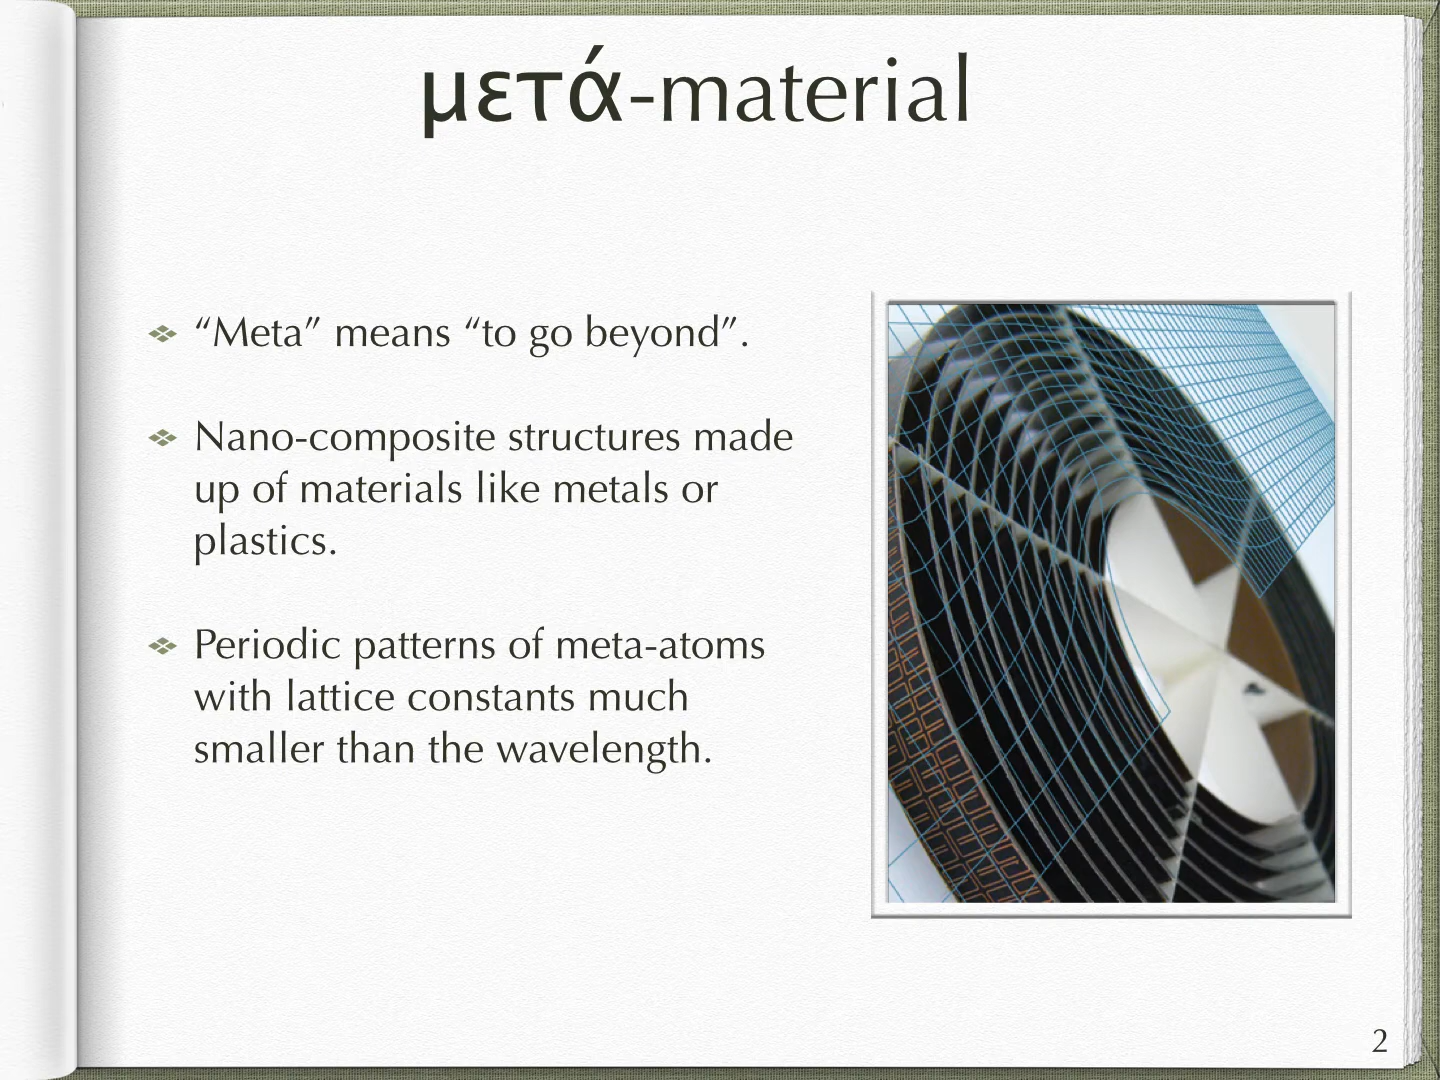 μετά-material
“Meta” means “to go beyond”.
Nano-composite structures made
up of materials like metals or
plastics.
Periodic patterns of meta-atoms
with lattice constants much
smaller than the wavelength.
2